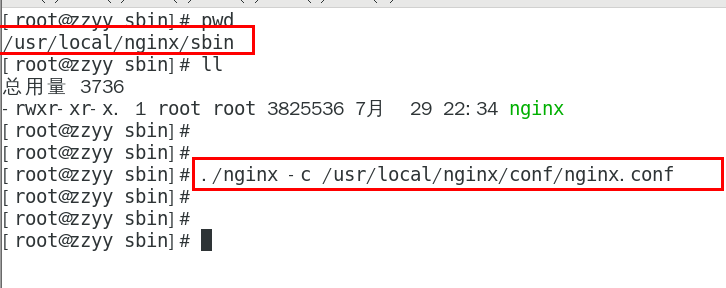 [root@zzyy sbin]# pwd
/usr/local/nginx/sbin
[root@zzyy sbin]# ll
总用量 3736
-rwxr-xr-x. 1 root root 3825536 7月  29 22:34 nginx
[root@zzyy sbin]#
[root@zzyy sbin]#
[root@zzyy sbin]# ./nginx -c /usr/local/nginx/conf/nginx.conf
[root@zzyy sbin]#
[root@zzyy sbin]#
[root@zzyy sbin]#